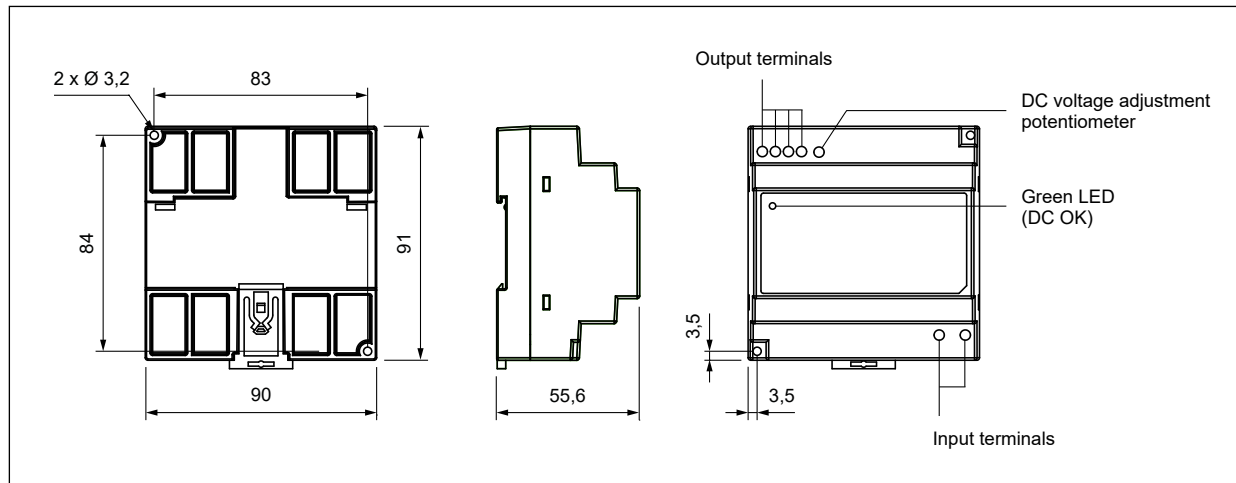 2 x Ø 3,2
83
84
91
90
55,6
Output terminals
DC voltage adjustment
potentiometer
Green LED
(DC OK)
3,5
3,5
Input terminals